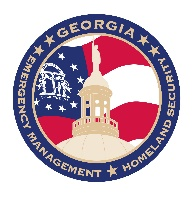 GEORGIA
EMERGENCY MANAGEMENT ★ HOMELAND SECURITY